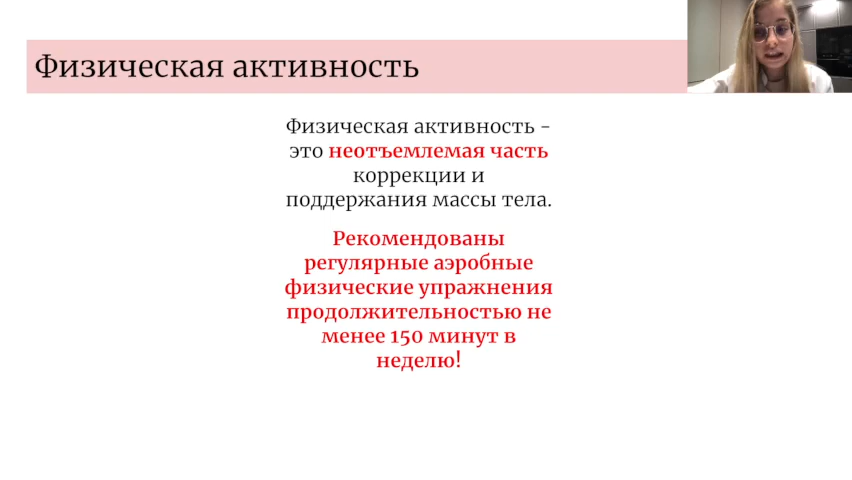 Физическая активность
Физическая активность –
это неотъемлемая часть
коррекции и
поддержания массы тела.
Рекомендованы
регулярные аэробные
физические упражнения
продолжительностью не
менее 150 минут в
неделю!